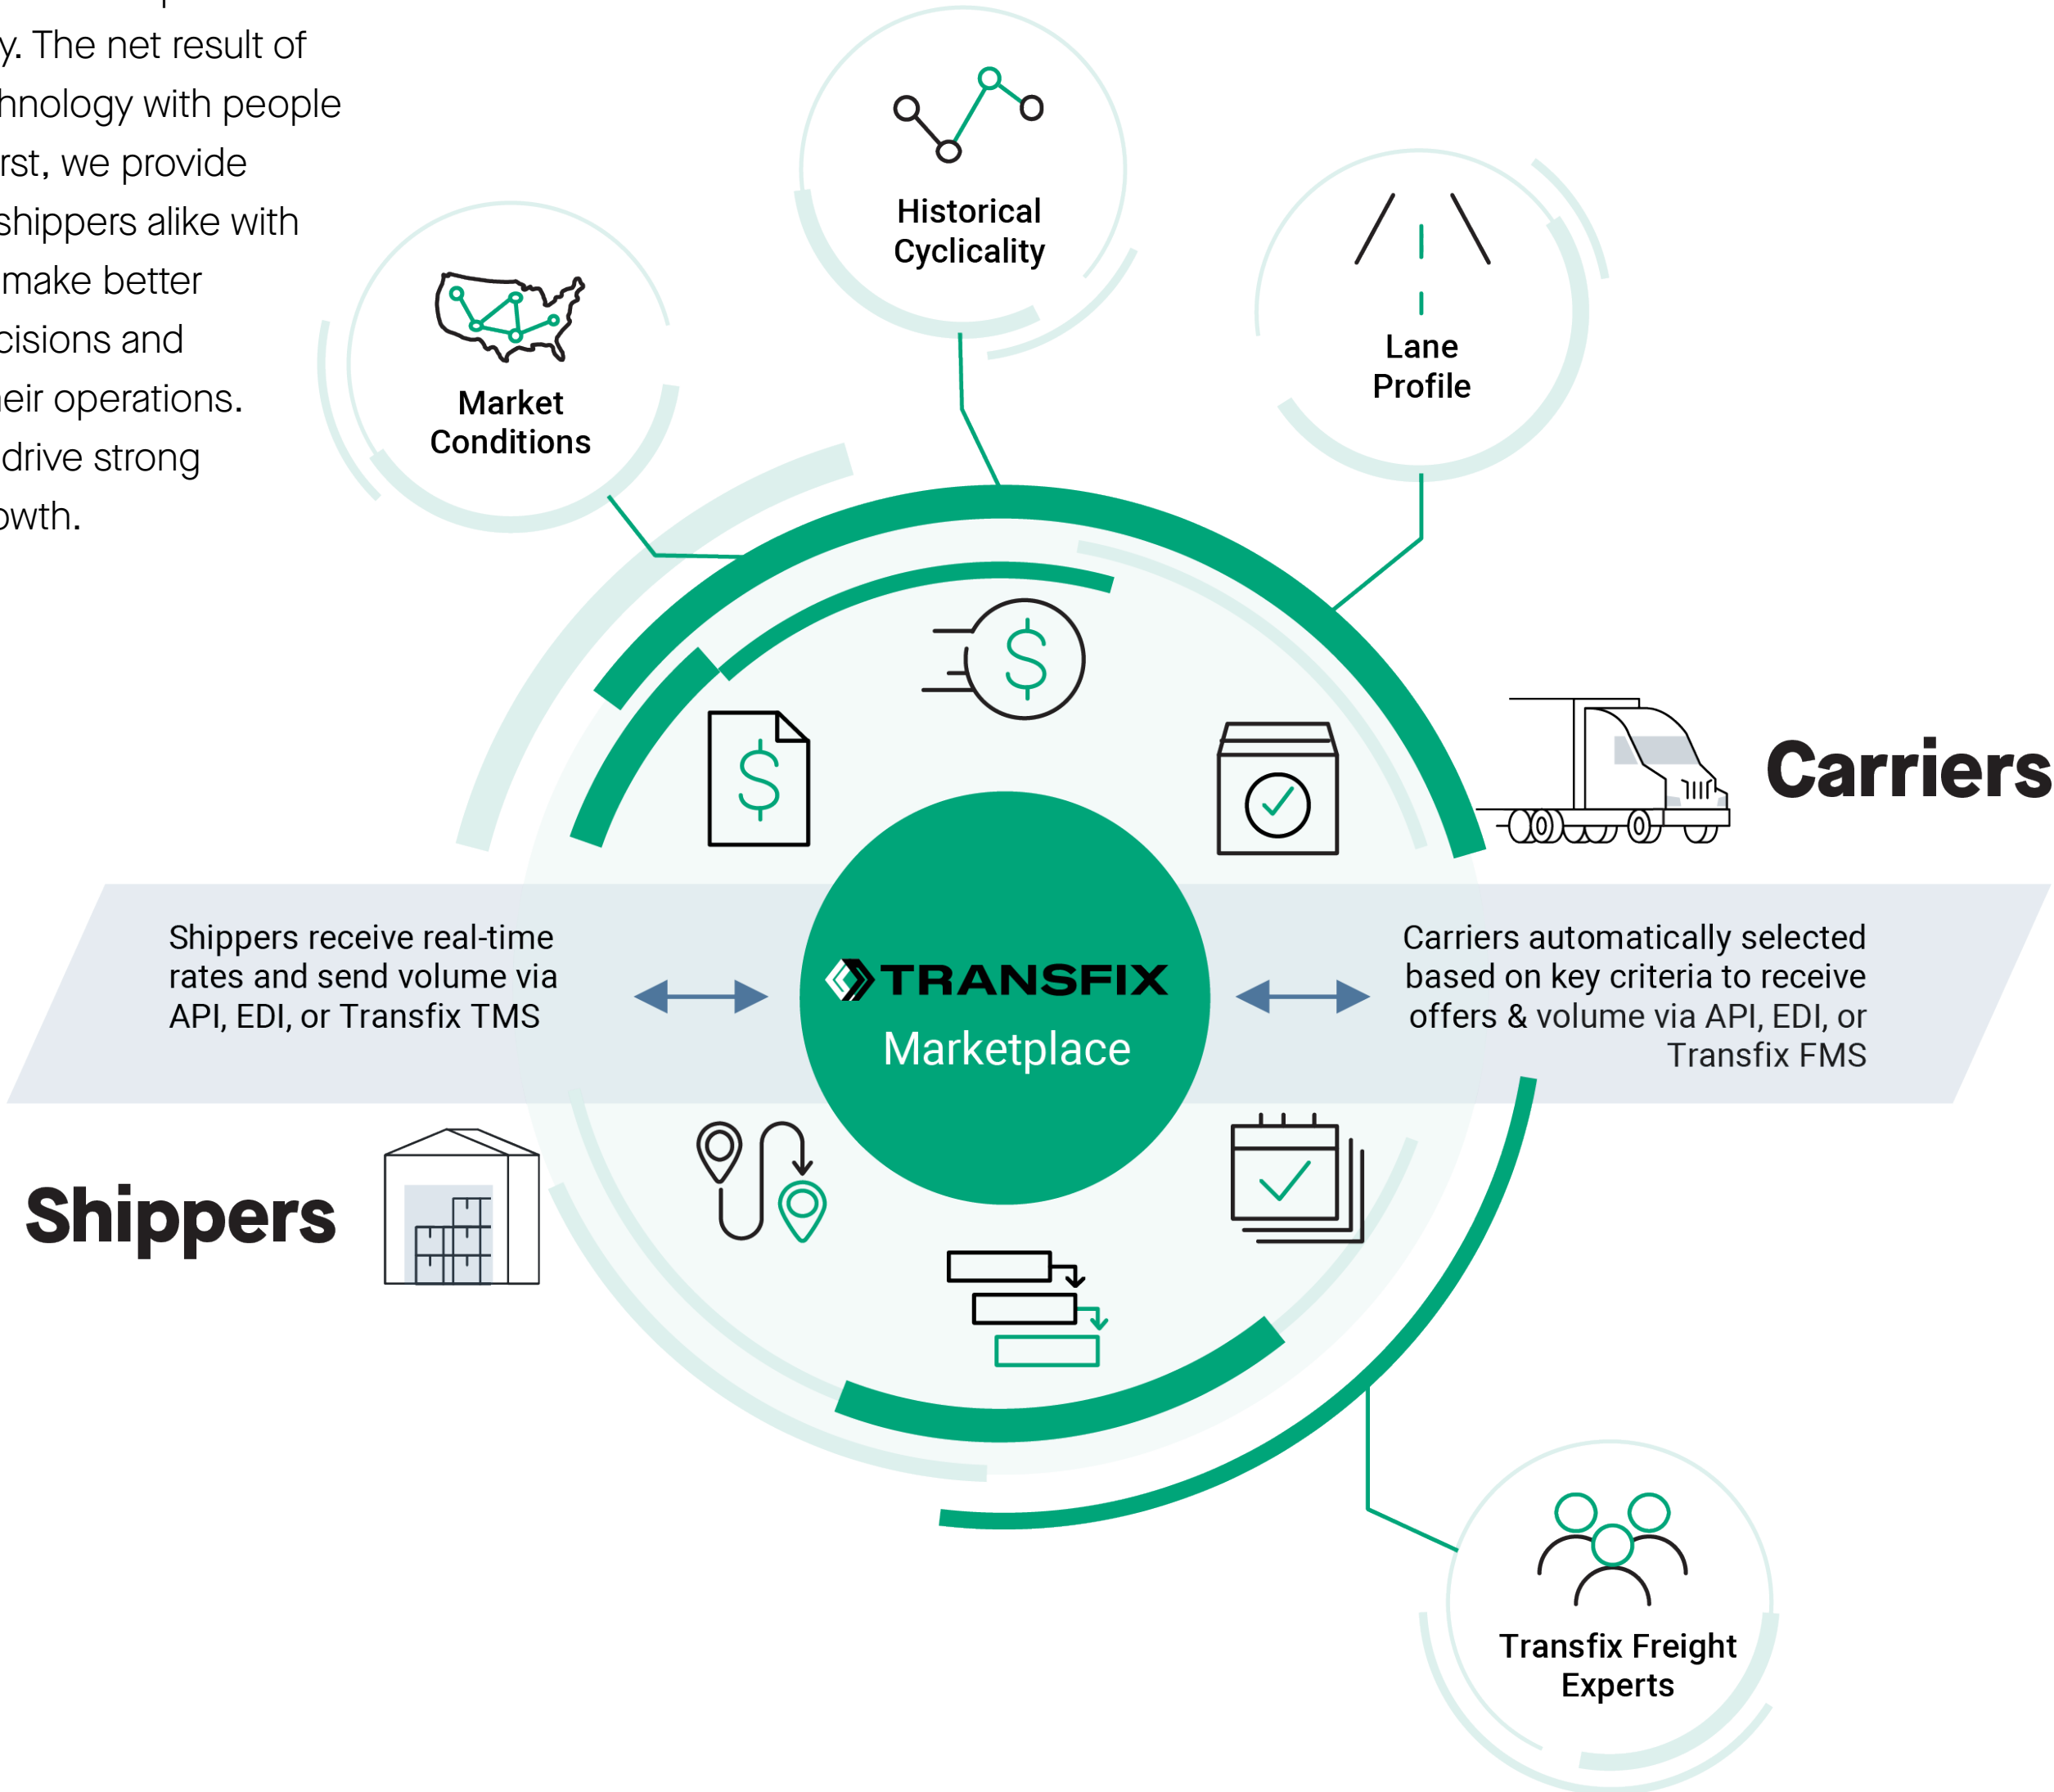 y. The net result of
hnology with people
rst, we provide
shippers alike with
make better
cisions and
neir operations.
drive strong
owth.
Historical
Cyclicality
Lane
Profile
Market
Conditions
Carriers
Shippers receive real-time
rates and send volume via
API, EDI, or Transfix TMS
TRANSFIX
Marketplace
Carriers automatically selected
based on key criteria to receive
offers & volume via API, EDI, or
Transfix FMS
Shippers
Transfix Freight
Experts